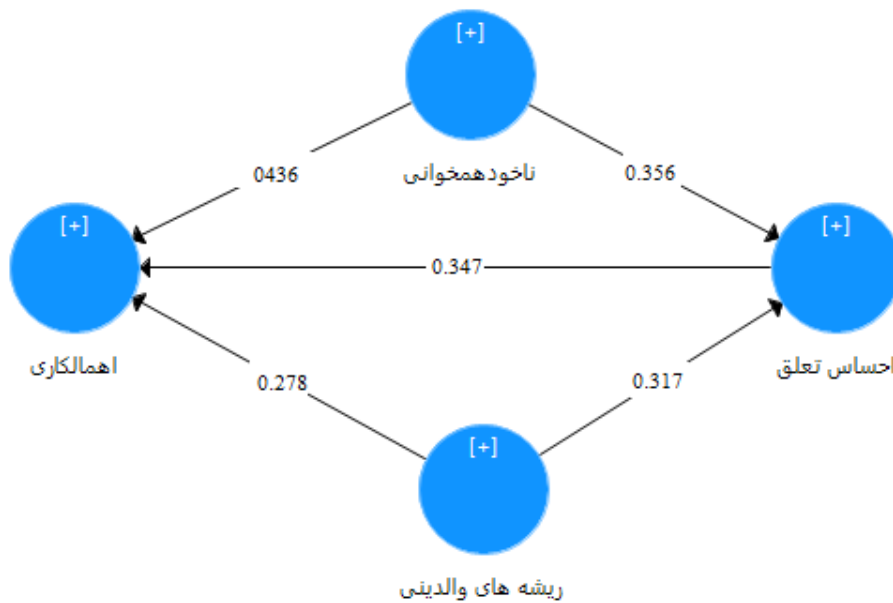 [+]
ناخودهمخوانی
0436
0.356
[+]
[+]
0.347
اهمالکاری
احساس تعلق
0.278
0.317
[+]
ریشه های والدینی